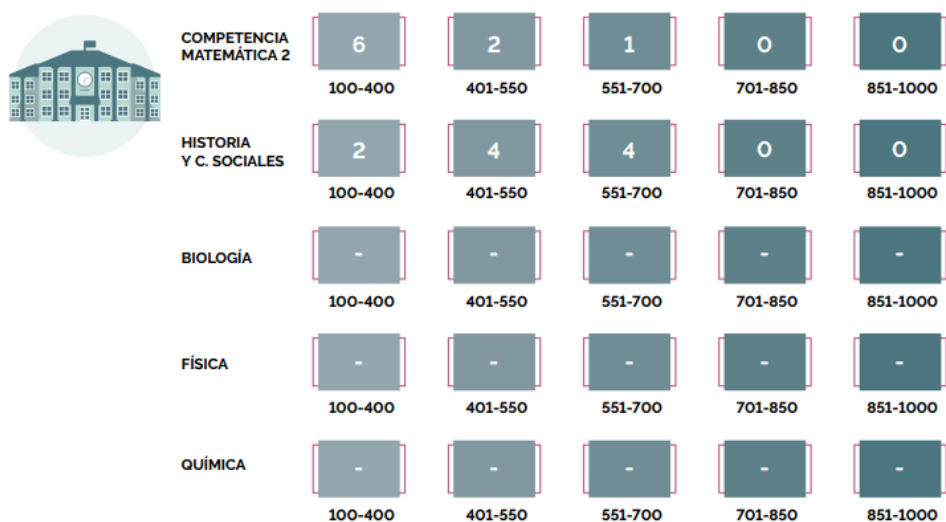 COMPETENCIA
MATEMÁTICA 2
6 2 1 0 0
100-400 401-550 551-700 701-850 851-1000
HISTORIA
Y C. SOCIALES
2 4 4 0 0
100-400 401-550 551-700 701-850 851-1000
BIOLOGÍA
- - - - -
100-400 401-550 551-700 701-850 851-1000
FÍSICA
- - - - -
100-400 401-550 551-700 701-850 851-1000
QUÍMICA
- - - - -
100-400 401-550 551-700 701-850 851-1000